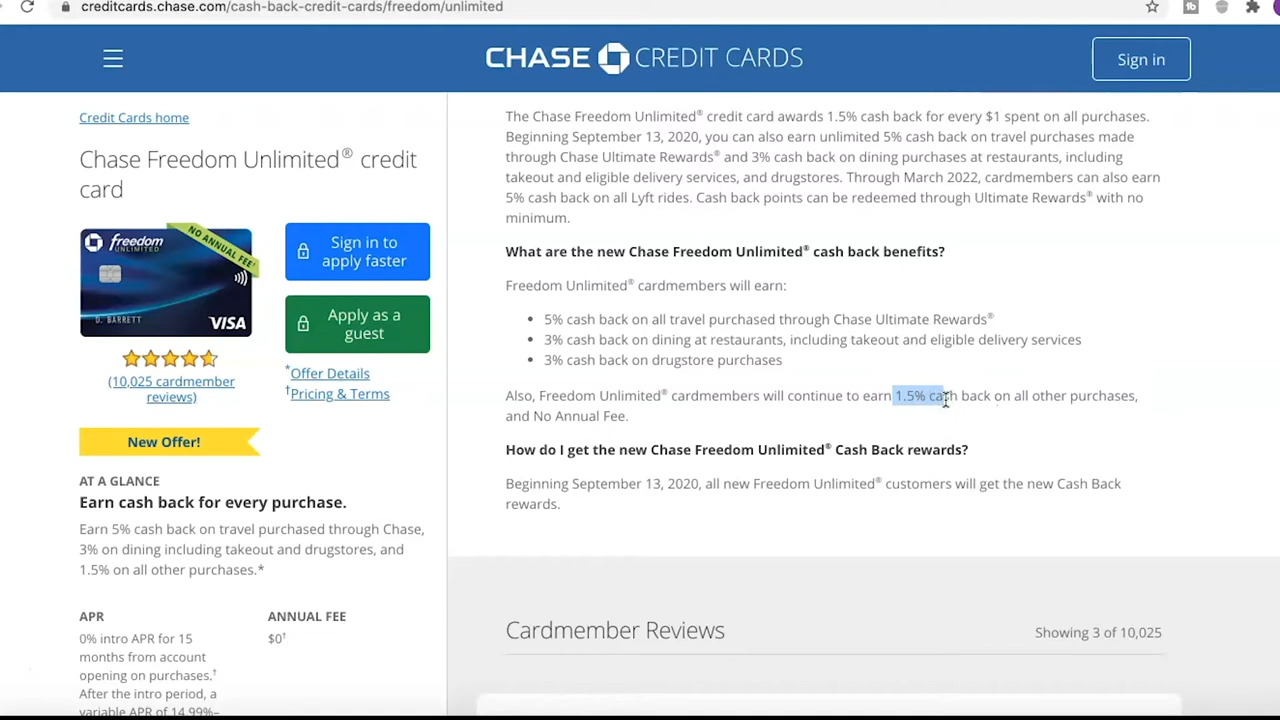 creditcards.chase.com/cash-back-credit-cards/freedom/unlimited
CHASE CREDIT CARDS
Sign in
Credit Cards home
Chase Freedom Unlimited® credit
card
NO ANNUAL FEE†
freedom
UNLIMITED
D. BARRETT
VISA
Sign in to
apply faster
Apply as a
guest
(10,025 cardmember
reviews)
*Offer Details
†Pricing & Terms
New Offer!
AT A GLANCE
Earn cash back for every purchase.
Earn 5% cash back on travel purchased through Chase,
3% on dining including takeout and drugstores, and
1.5% on all other purchases.*
APR
0% intro APR for 15
months from account
opening on purchases.†
After the intro period, a
variable APR of 14.99%–
ANNUAL FEE
$0†
The Chase Freedom Unlimited® credit card awards 1.5% cash back for every $1 spent on all purchases.
Beginning September 13, 2020, you can also earn unlimited 5% cash back on travel purchases made
through Chase Ultimate Rewards® and 3% cash back on dining purchases at restaurants, including
takeout and eligible delivery services, and drugstores. Through March 2022, cardmembers can also earn
5% cash back on all Lyft rides. Cash back points can be redeemed through Ultimate Rewards® with no
minimum.
What are the new Chase Freedom Unlimited® cash back benefits?
Freedom Unlimited® cardmembers will earn:
• 5% cash back on all travel purchased through Chase Ultimate Rewards®
• 3% cash back on dining at restaurants, including takeout and eligible delivery services
• 3% cash back on drugstore purchases
Also, Freedom Unlimited® cardmembers will continue to earn 1.5% cash back on all other purchases,
and No Annual Fee.
How do I get the new Chase Freedom Unlimited® Cash Back rewards?
Beginning September 13, 2020, all new Freedom Unlimited® customers will get the new Cash Back
rewards.
Cardmember Reviews
Showing 3 of 10,025